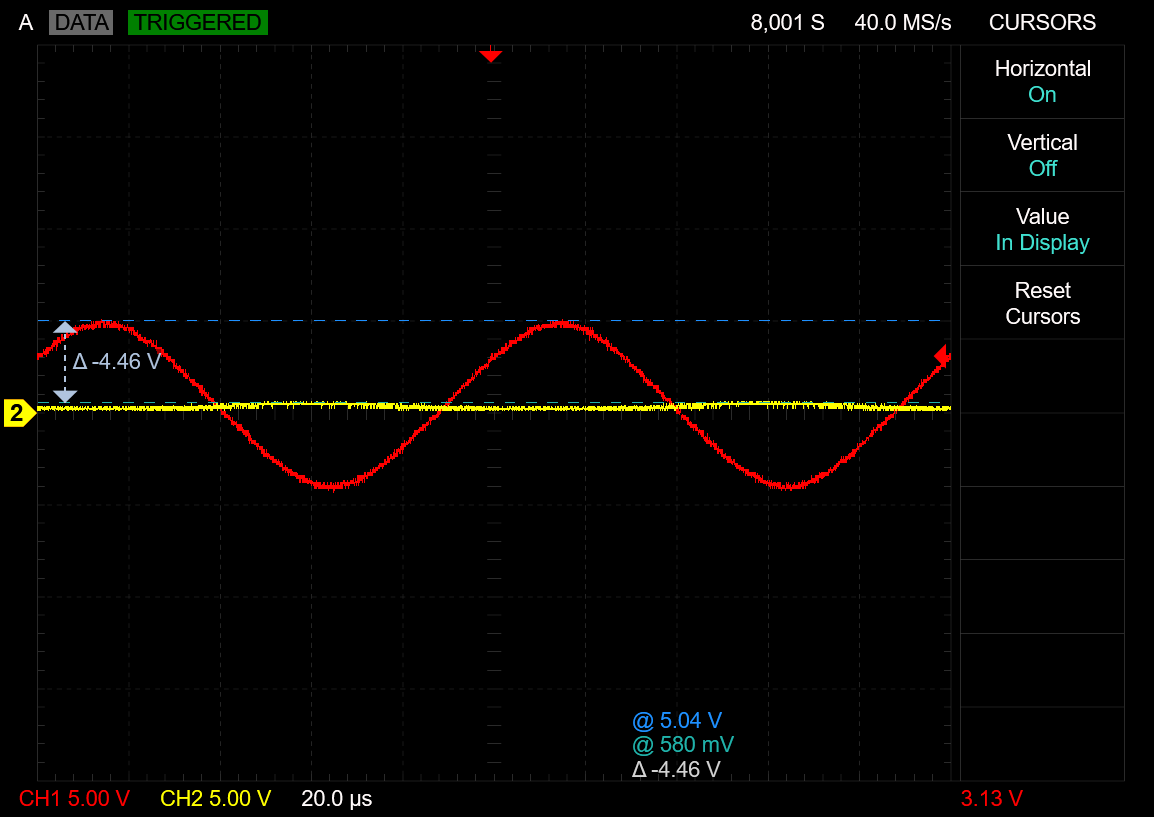 A DATA TRIGGERED 8,001 S 40.0 MS/s CURSORS
Horizontal
On
Vertical
Off
Value
In Display
Reset
Cursors
Δ -4.46 V
2
@ 5.04 V
@ 580 mV
Δ -4.46 V
CH1 5.00 V CH2 5.00 V 20.0 µs 3.13 V